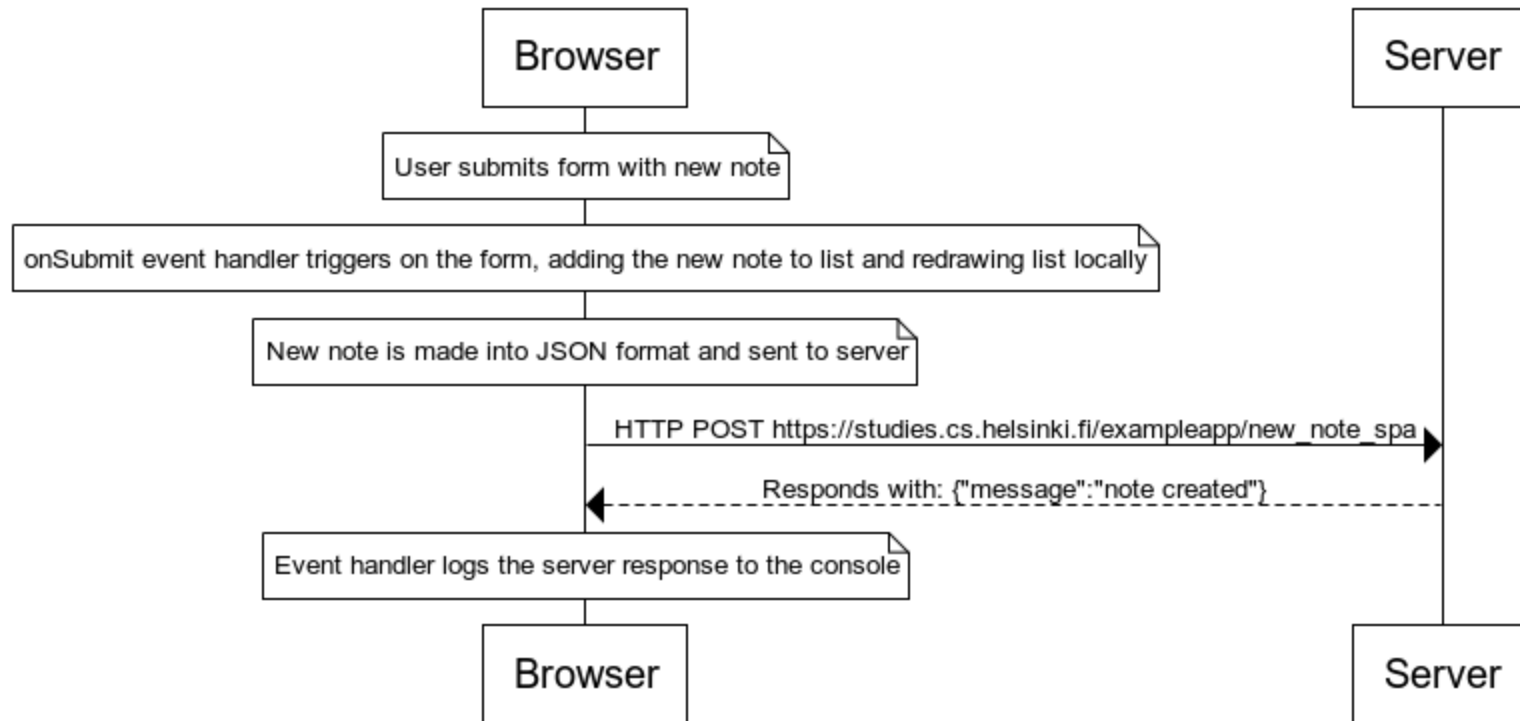 Browser
Server
User submits form with new note
onSubmit event handler triggers on the form, adding the new note to list and redrawing list locally
New note is made into JSON format and sent to server
HTTP POST https://studies.cs.helsinki.fi/exampleapp/new_note_spa
Responds with: {"message":"note created"}
Event handler logs the server response to the console
Browser
Server